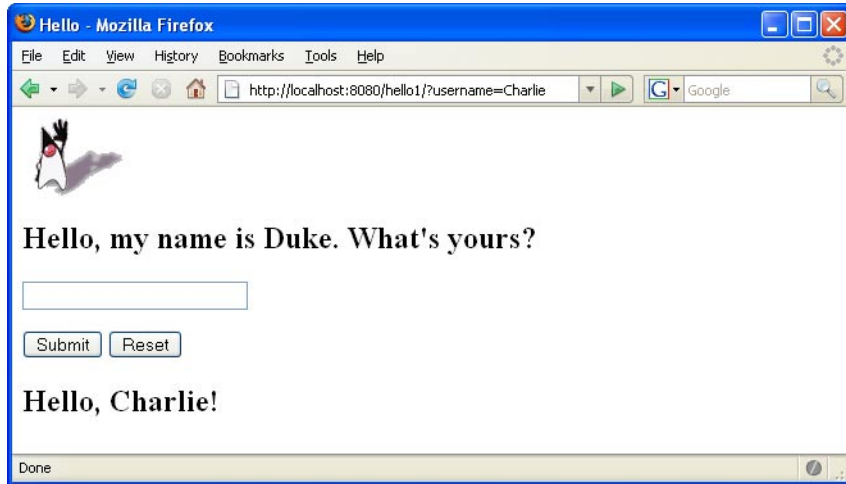 Hello - Mozilla Firefox
File Edit View History Bookmarks Tools Help
http://localhost:8080/hello1/?username=Charlie G Google
Hello, my name is Duke. What's yours?
Submit Reset
Hello, Charlie!
Done